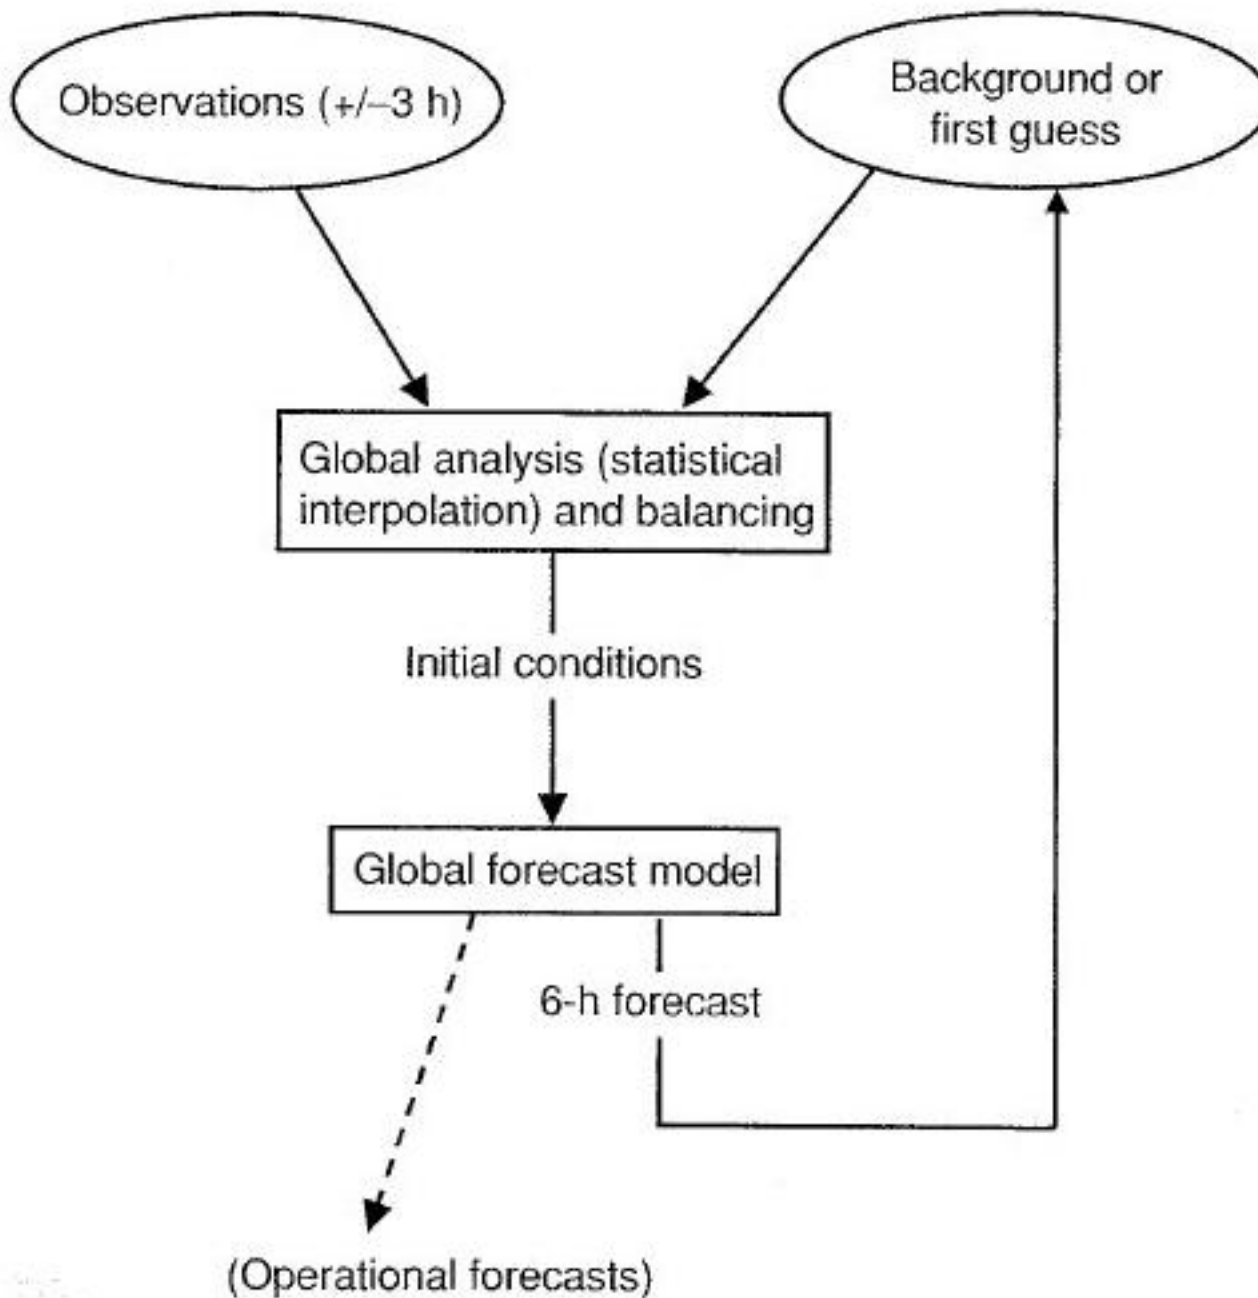 Observations (+/–3 h)
Background or
first guess
Global analysis (statistical
interpolation) and balancing
Initial conditions
Global forecast model
6-h forecast
(Operational forecasts)